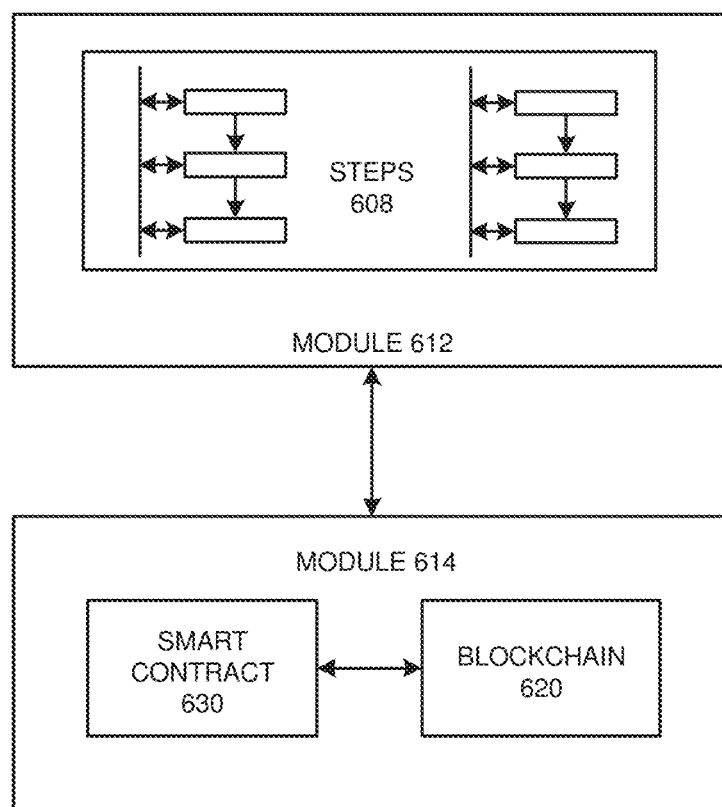 STEPS
608
MODULE 612
MODULE 614
SMART
CONTRACT
630
BLOCKCHAIN
620